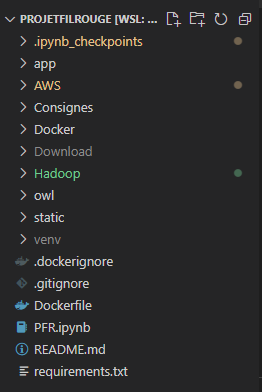 PROJETFILROUGE [WSL: ...
.ipynb_checkpoints
app
AWS
Consignes
Docker
Download
Hadoop
owl
static
venv
.dockerignore
.gitignore
Dockerfile
PFR.ipynb
README.md
requirements.txt